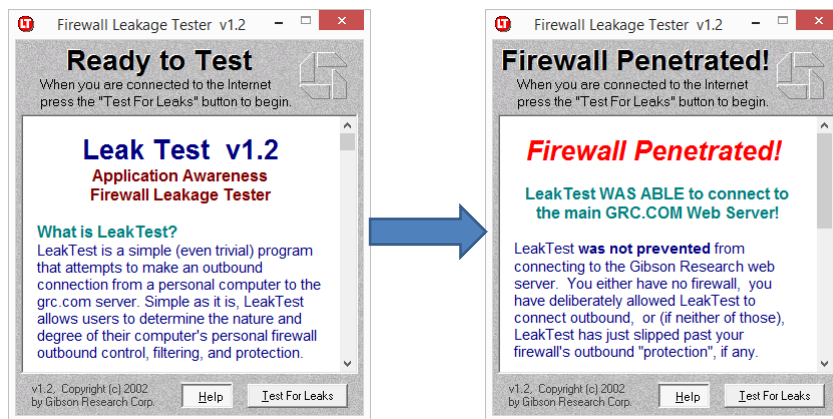 LT Firewall Leakage Tester v1.2
Ready to Test
When you are connected to the Internet
press the "Test For Leaks" button to begin.
Leak Test v1.2
Application Awareness
Firewall Leakage Tester
What is LeakTest?
LeakTest is a simple (even trivial) program
that attempts to make an outbound
connection from a personal computer to the
grc.com server. Simple as it is, LeakTest
allows users to determine the nature and
degree of their computer's personal firewall
outbound control, filtering, and protection.
v1.2, Copyright (c) 2002
by Gibson Research Corp.
Help
Test For Leaks
LT Firewall Leakage Tester v1.2
Firewall Penetrated!
When you are connected to the Internet
press the "Test For Leaks" button to begin.
Firewall Penetrated!
LeakTest WAS ABLE to connect to
the main GRC.COM Web Server!
LeakTest was not prevented from
connecting to the Gibson Research web
server. You either have no firewall, you
have deliberately allowed LeakTest to
connect outbound, or (if neither of those),
LeakTest has just slipped past your
firewall's outbound "protection", if any.
v1.2, Copyright (c) 2002
by Gibson Research Corp.
Help
Test For Leaks